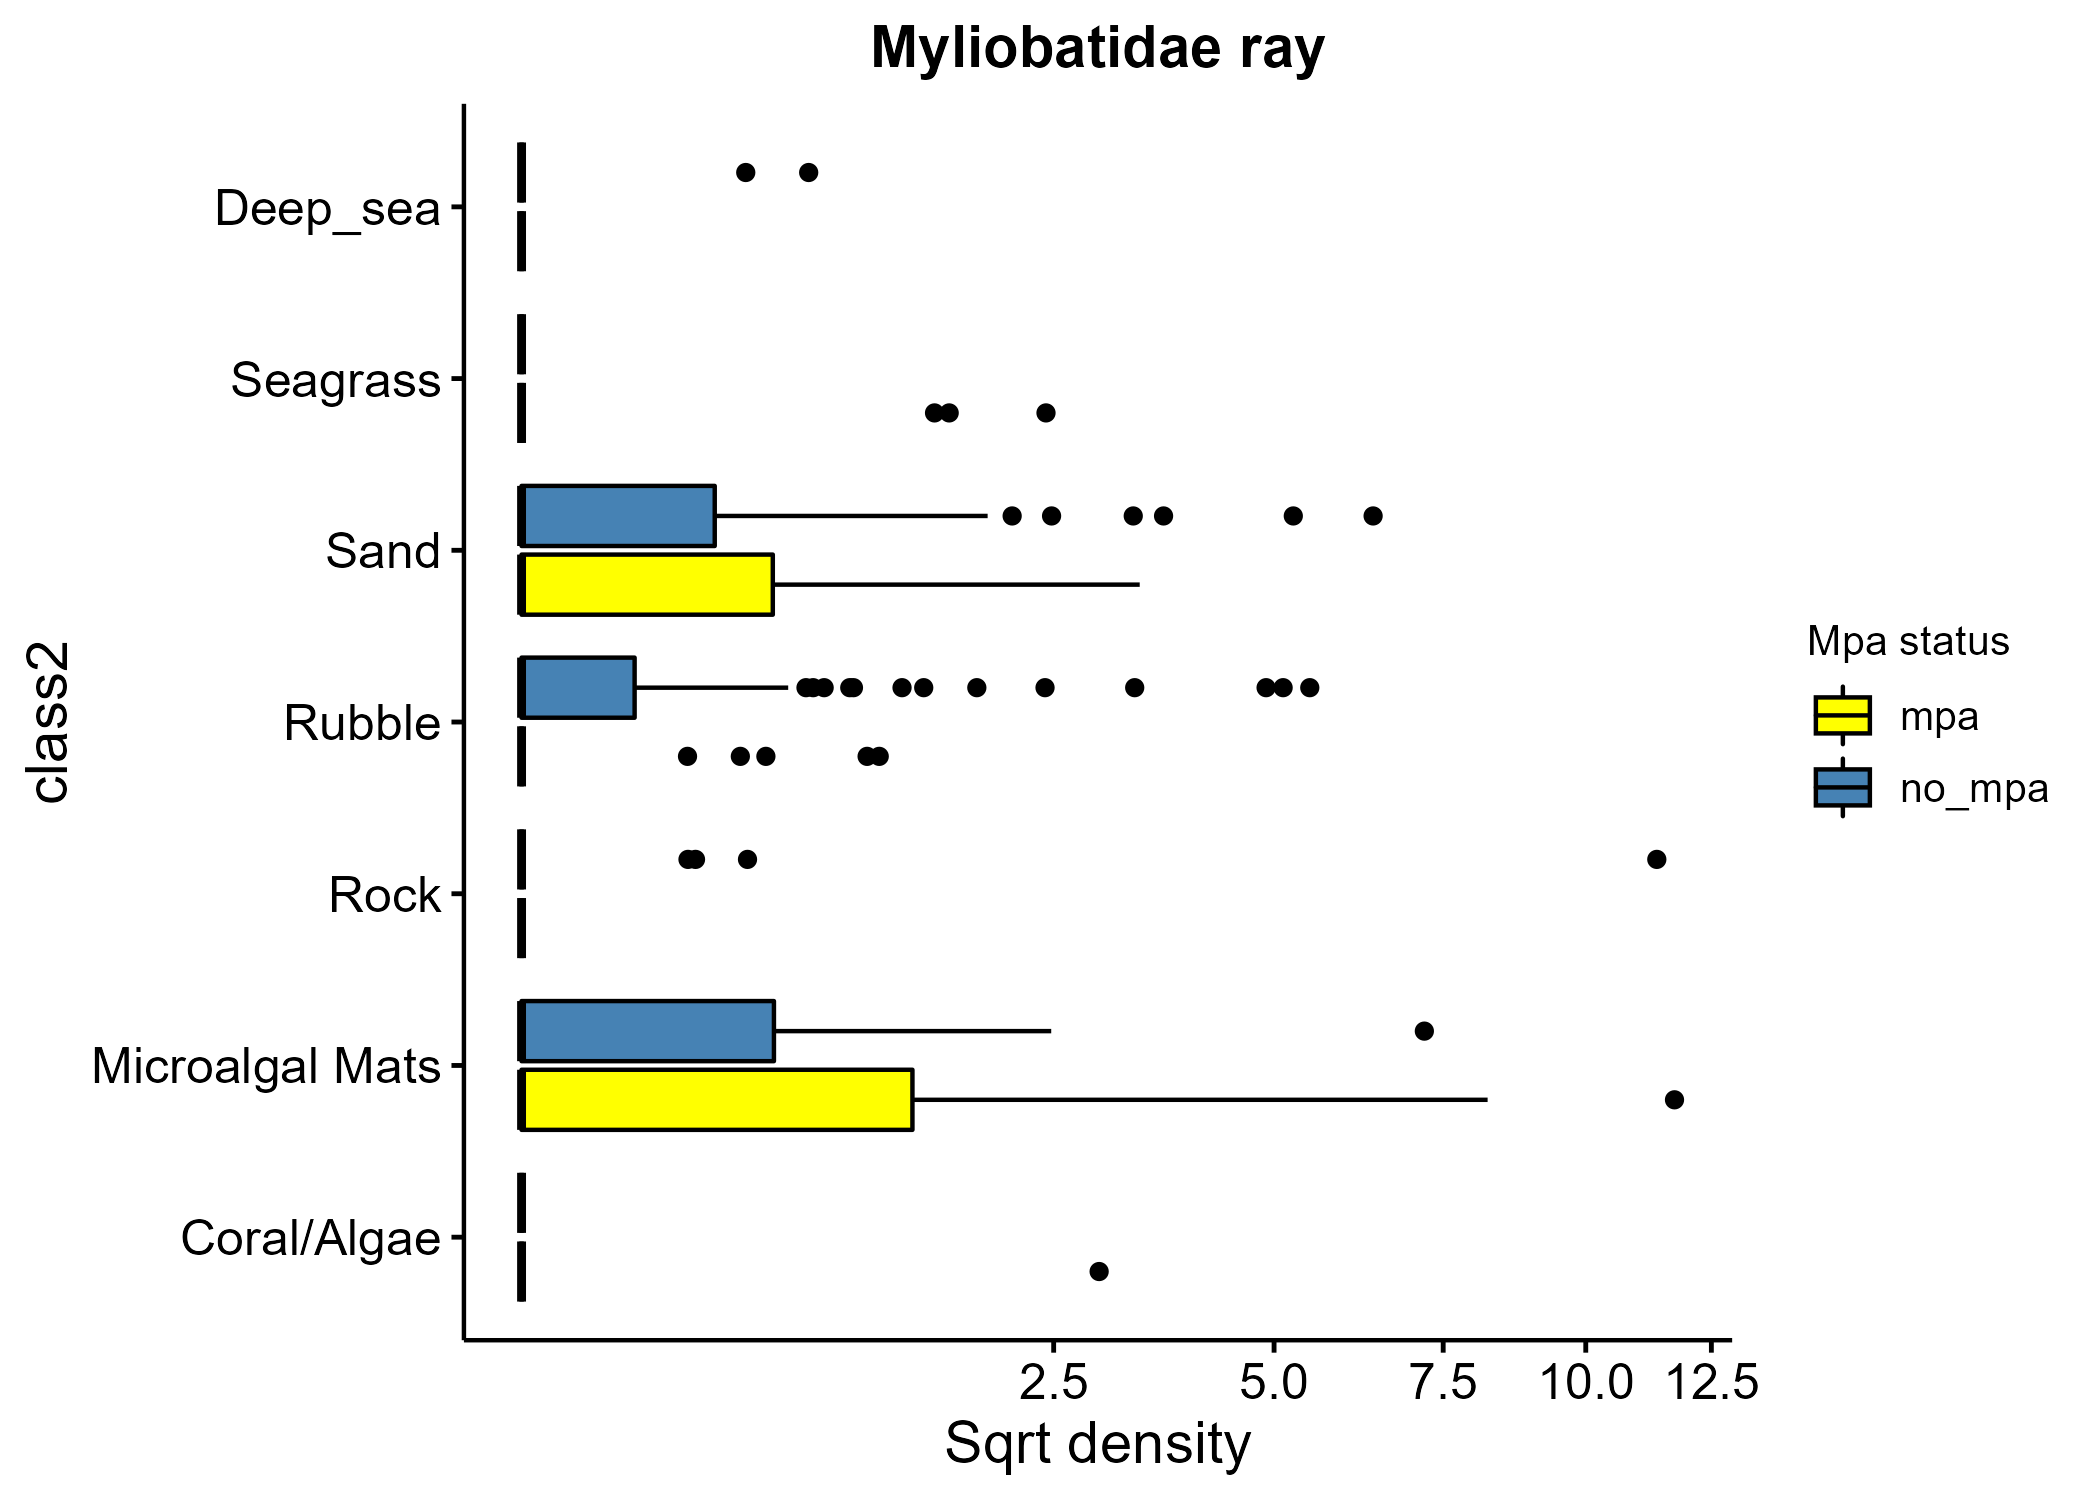 Myliobatidae ray
Deep_sea
Seagrass
Sand
Rubble
Rock
Microalgal Mats
Coral/Algae
class2
2.5 5.0 7.5 10.0 12.5
Sqrt density
Mpa status
mpa
no_mpa